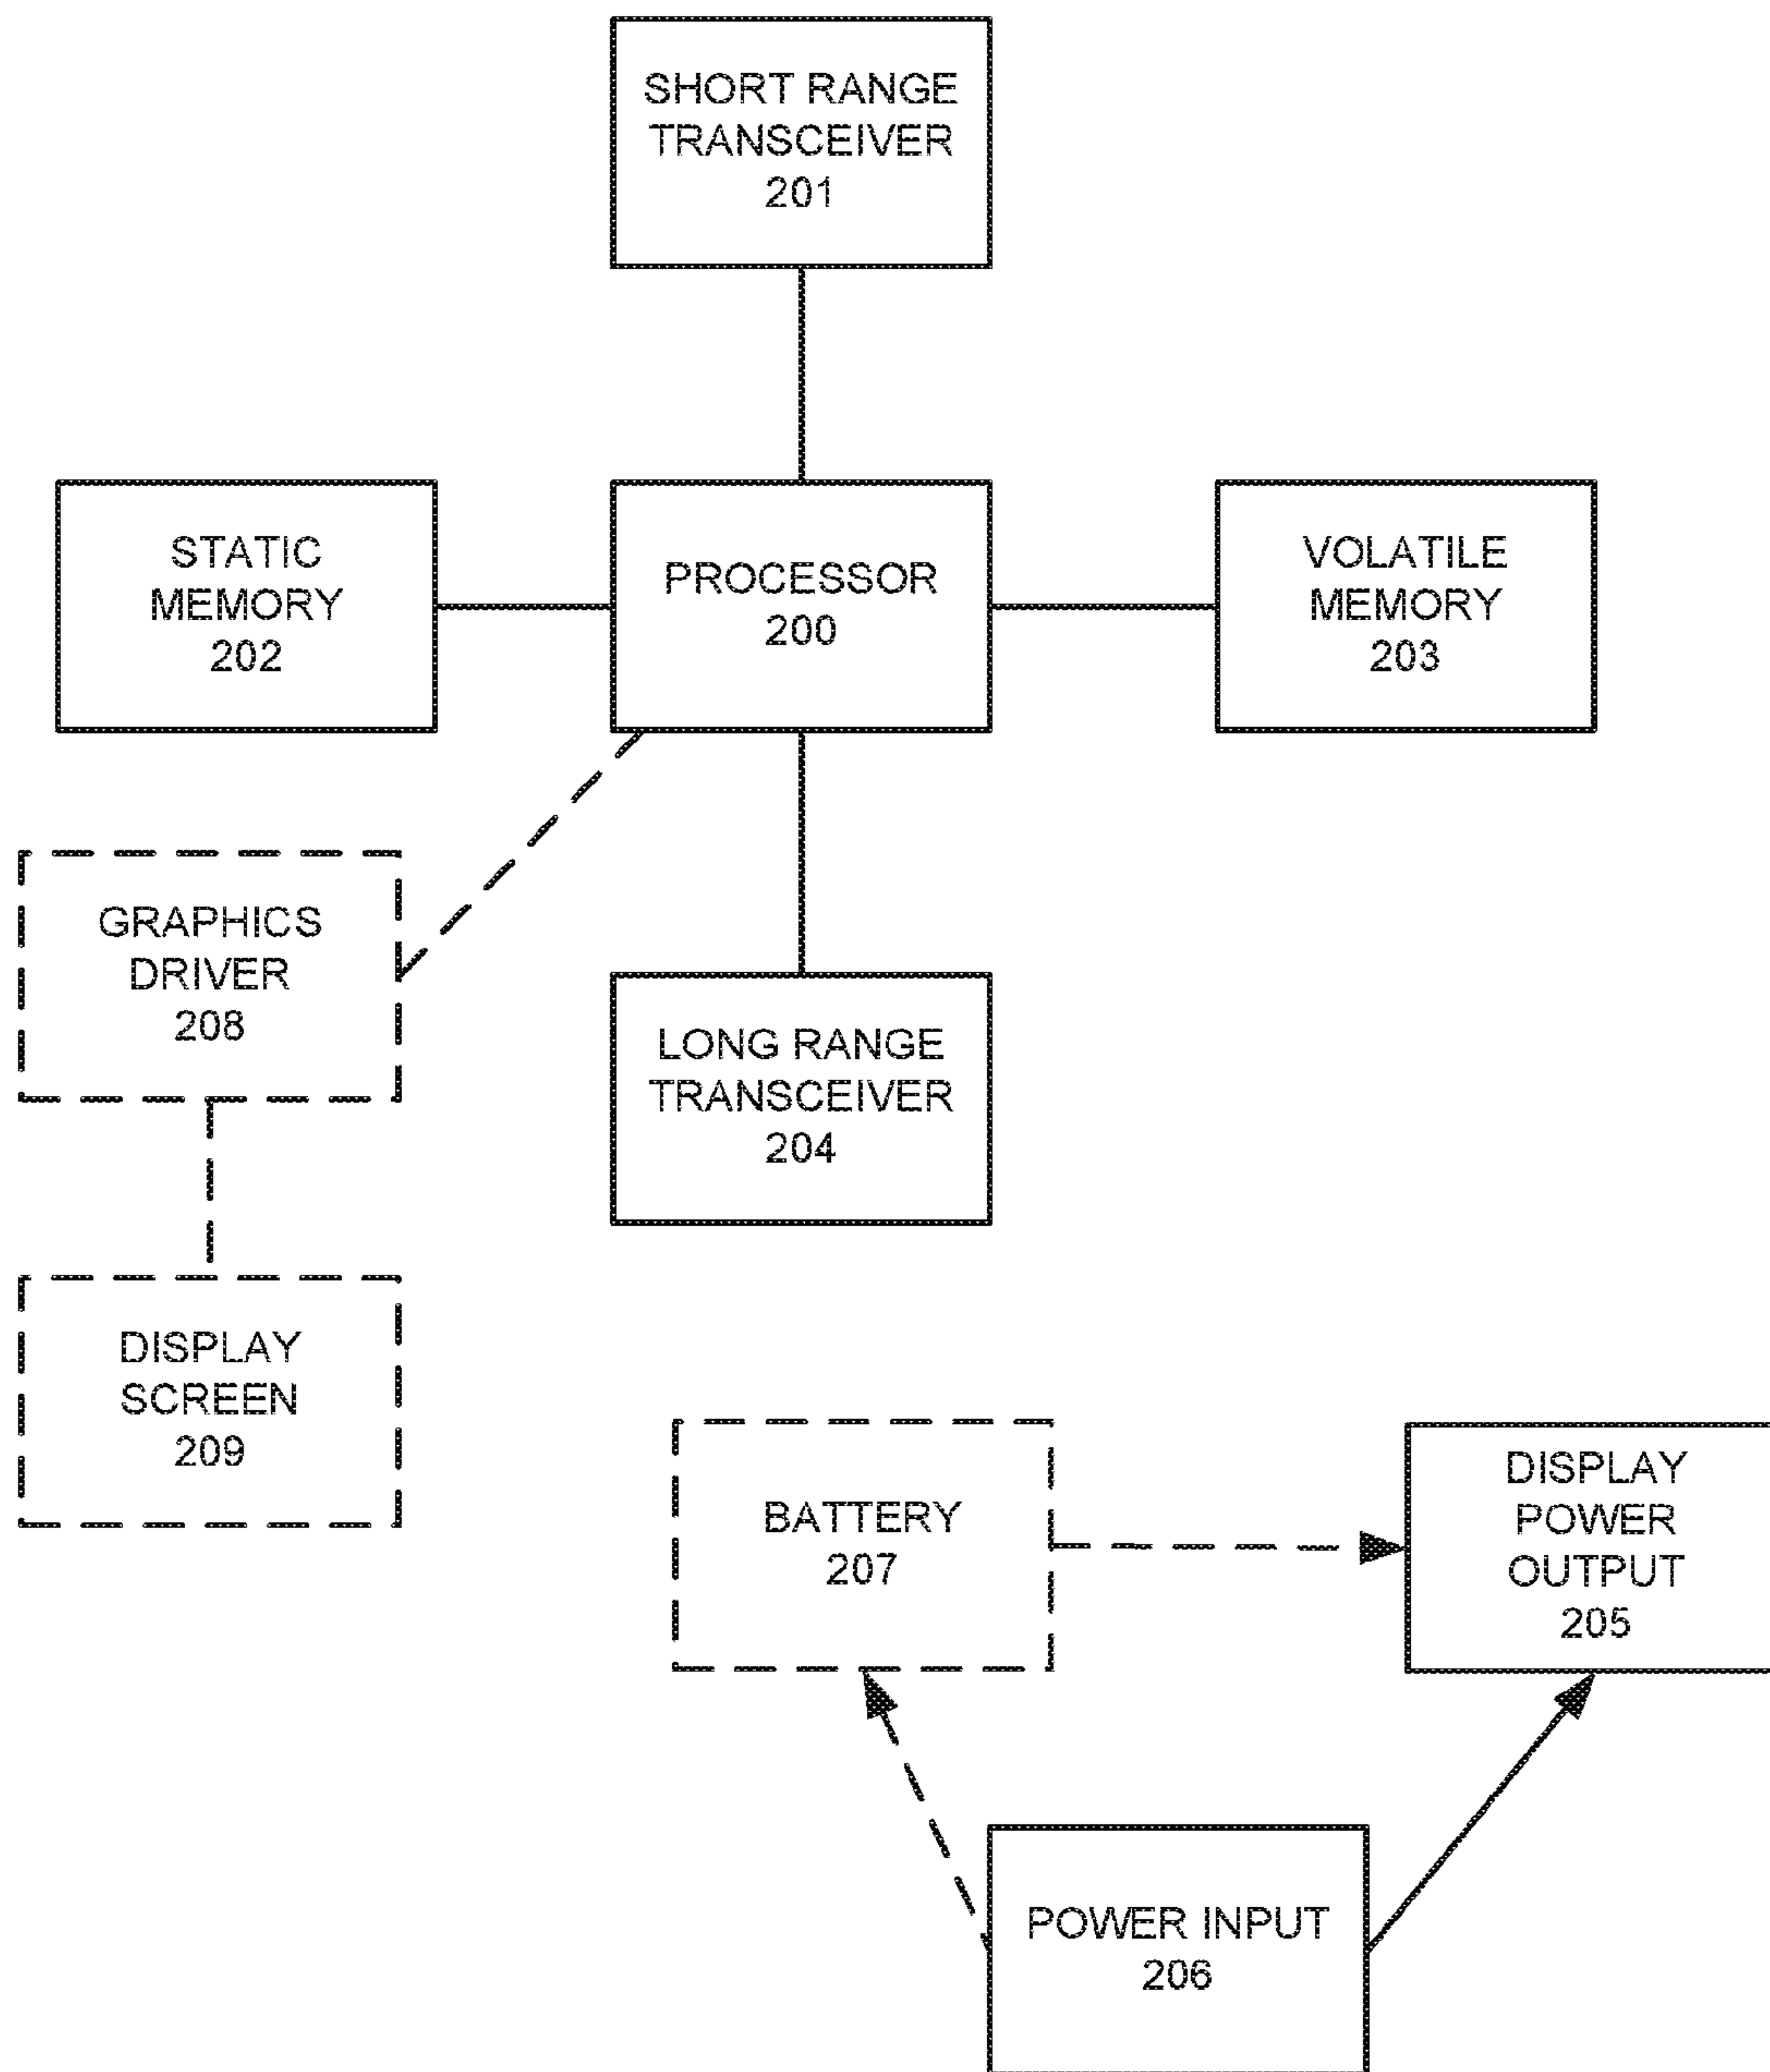 SHORT RANGE
TRANSCEIVER
201
STATIC
MEMORY
202
PROCESSOR
200
VOLATILE
MEMORY
203
GRAPHICS
DRIVER
208
LONG RANGE
TRANSCEIVER
204
DISPLAY
SCREEN
209
BATTERY
207
DISPLAY
POWER
OUTPUT
205
POWER INPUT
206